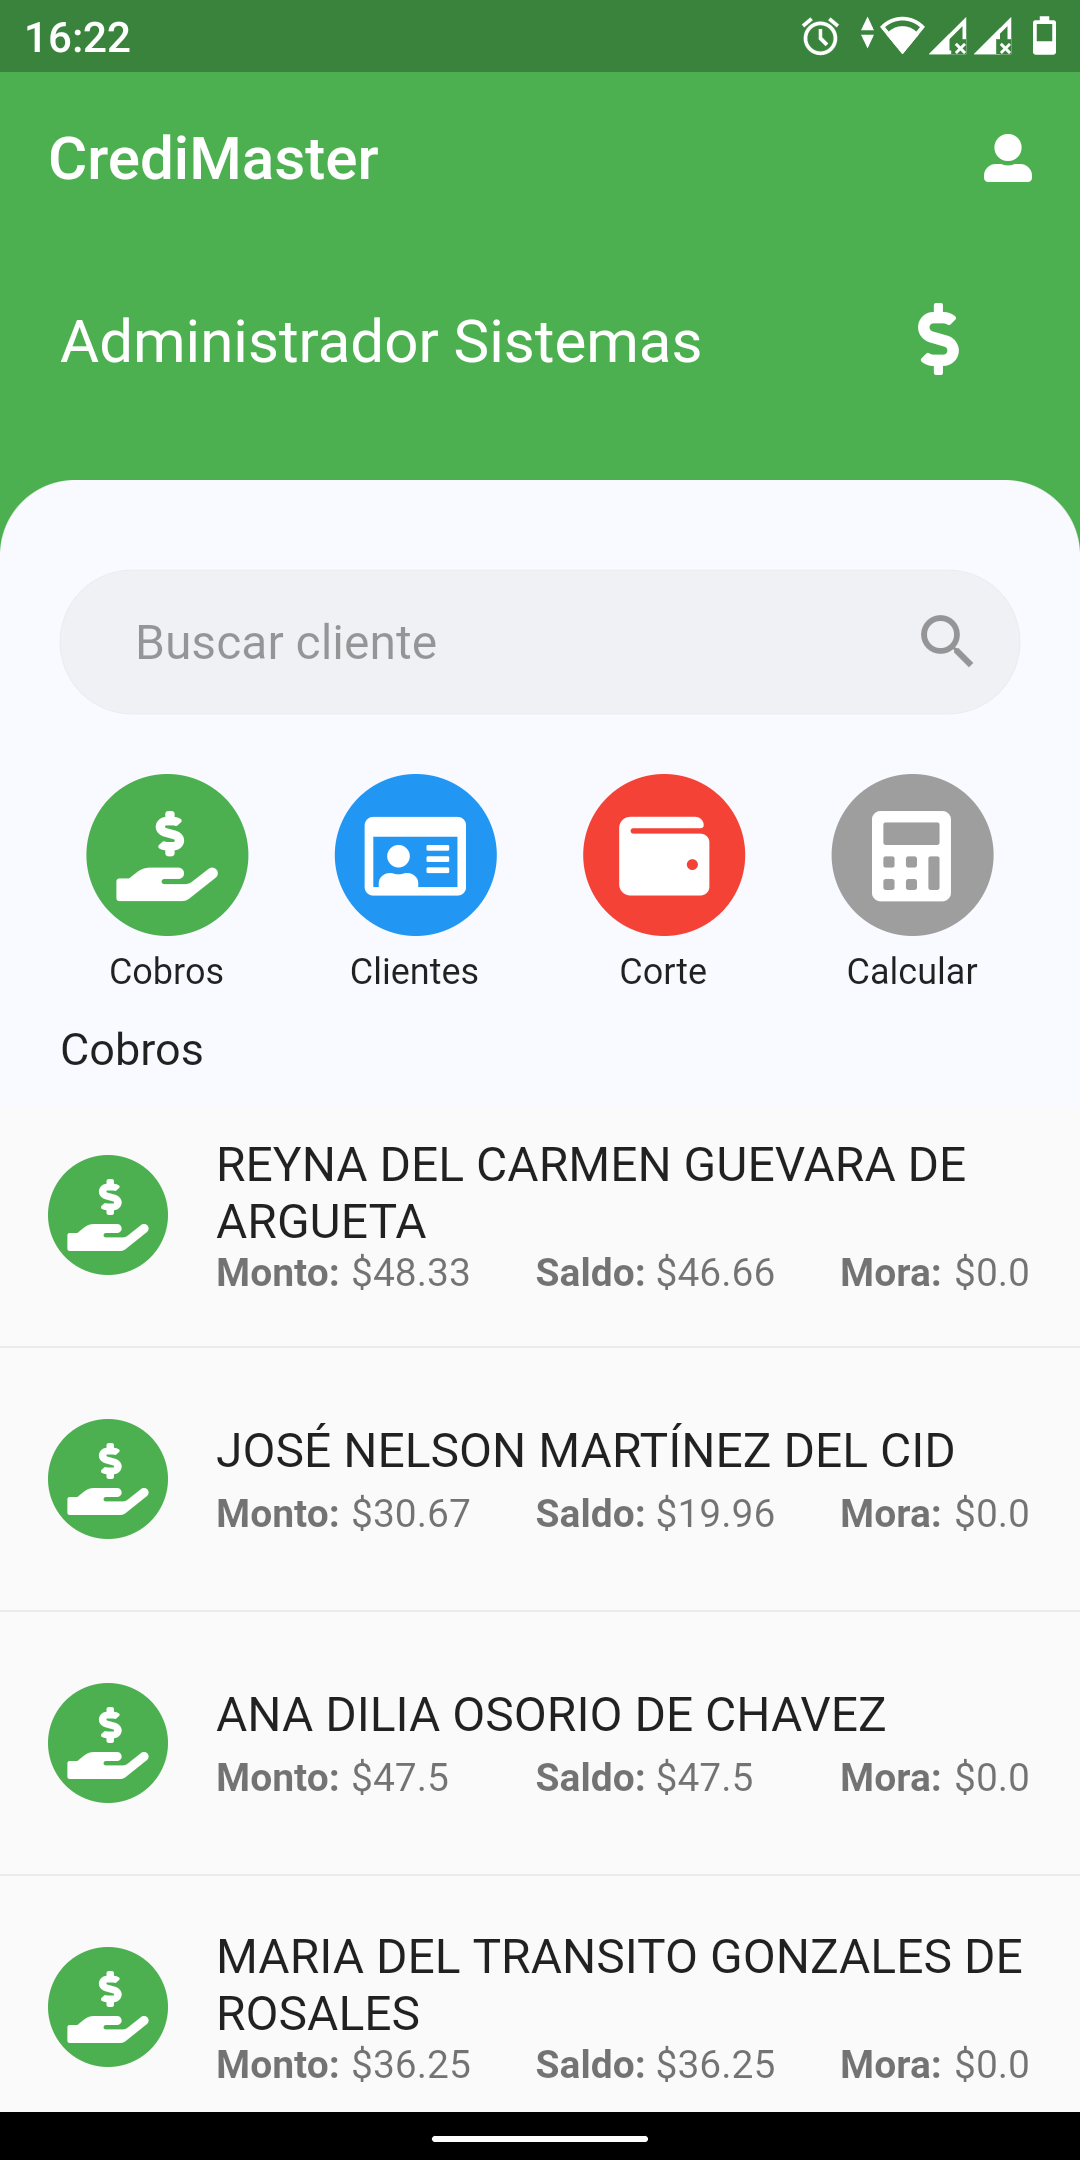 16:22
CrediMaster
Administrador Sistemas
Buscar cliente
Cobros Clientes Corte Calcular
Cobros
REYNA DEL CARMEN GUEVARA DE
ARGUETA
Monto: $48.33 Saldo: $46.66 Mora: $0.0
JOSÉ NELSON MARTÍNEZ DEL CID
Monto: $30.67 Saldo: $19.96 Mora: $0.0
ANA DILIA OSORIO DE CHAVEZ
Monto: $47.5 Saldo: $47.5 Mora: $0.0
MARIA DEL TRANSITO GONZALES DE
ROSALES
Monto: $36.25 Saldo: $36.25 Mora: $0.0